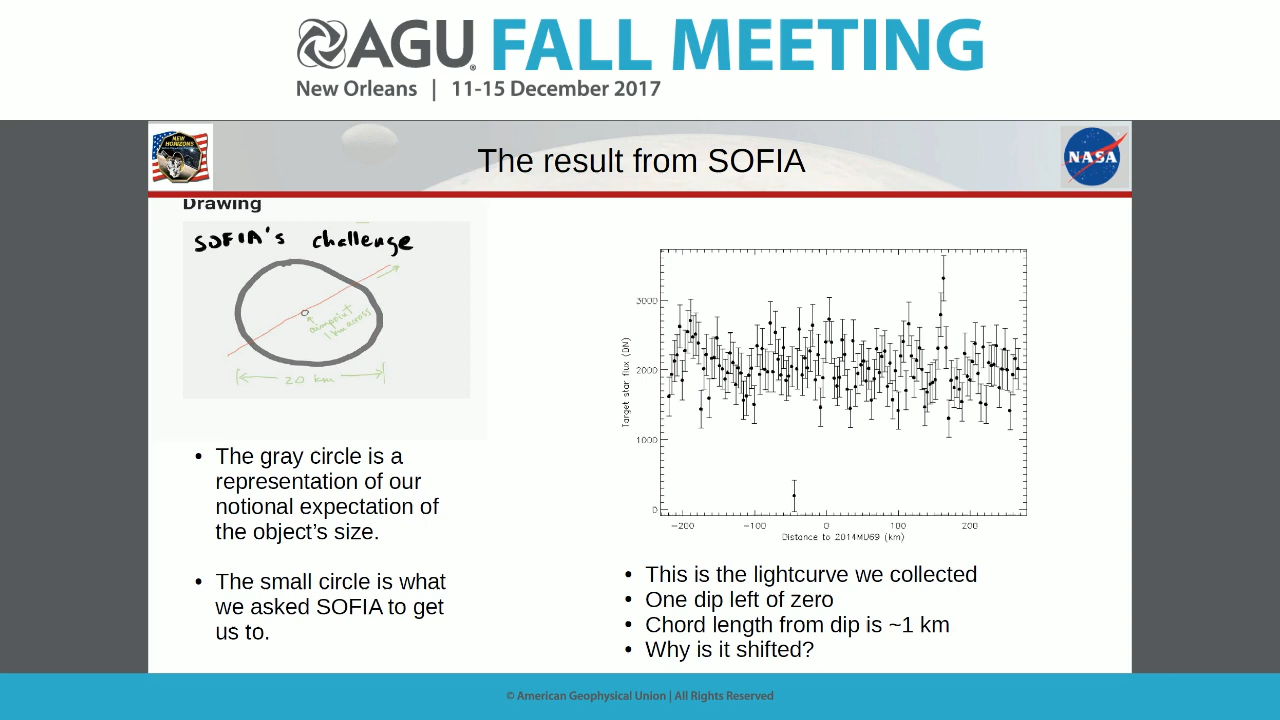 AGU FALL MEETING
New Orleans | 11-15 December 2017
NEW HORIZONS
The result from SOFIA
NASA
Drawing
SOFIA's challenge
aimpoint
1 km across
20 km
3000
2000
1000
0
Target star flux (DN)
−200
−100
0
100
200
Distance to 2014MU69 (km)
• The gray circle is a
representation of our
notional expectation of
the object’s size.
• The small circle is what
we asked SOFIA to get
us to.
• This is the lightcurve we collected
• One dip left of zero
• Chord length from dip is ~1 km
• Why is it shifted?
© American Geophysical Union | All Rights Reserved